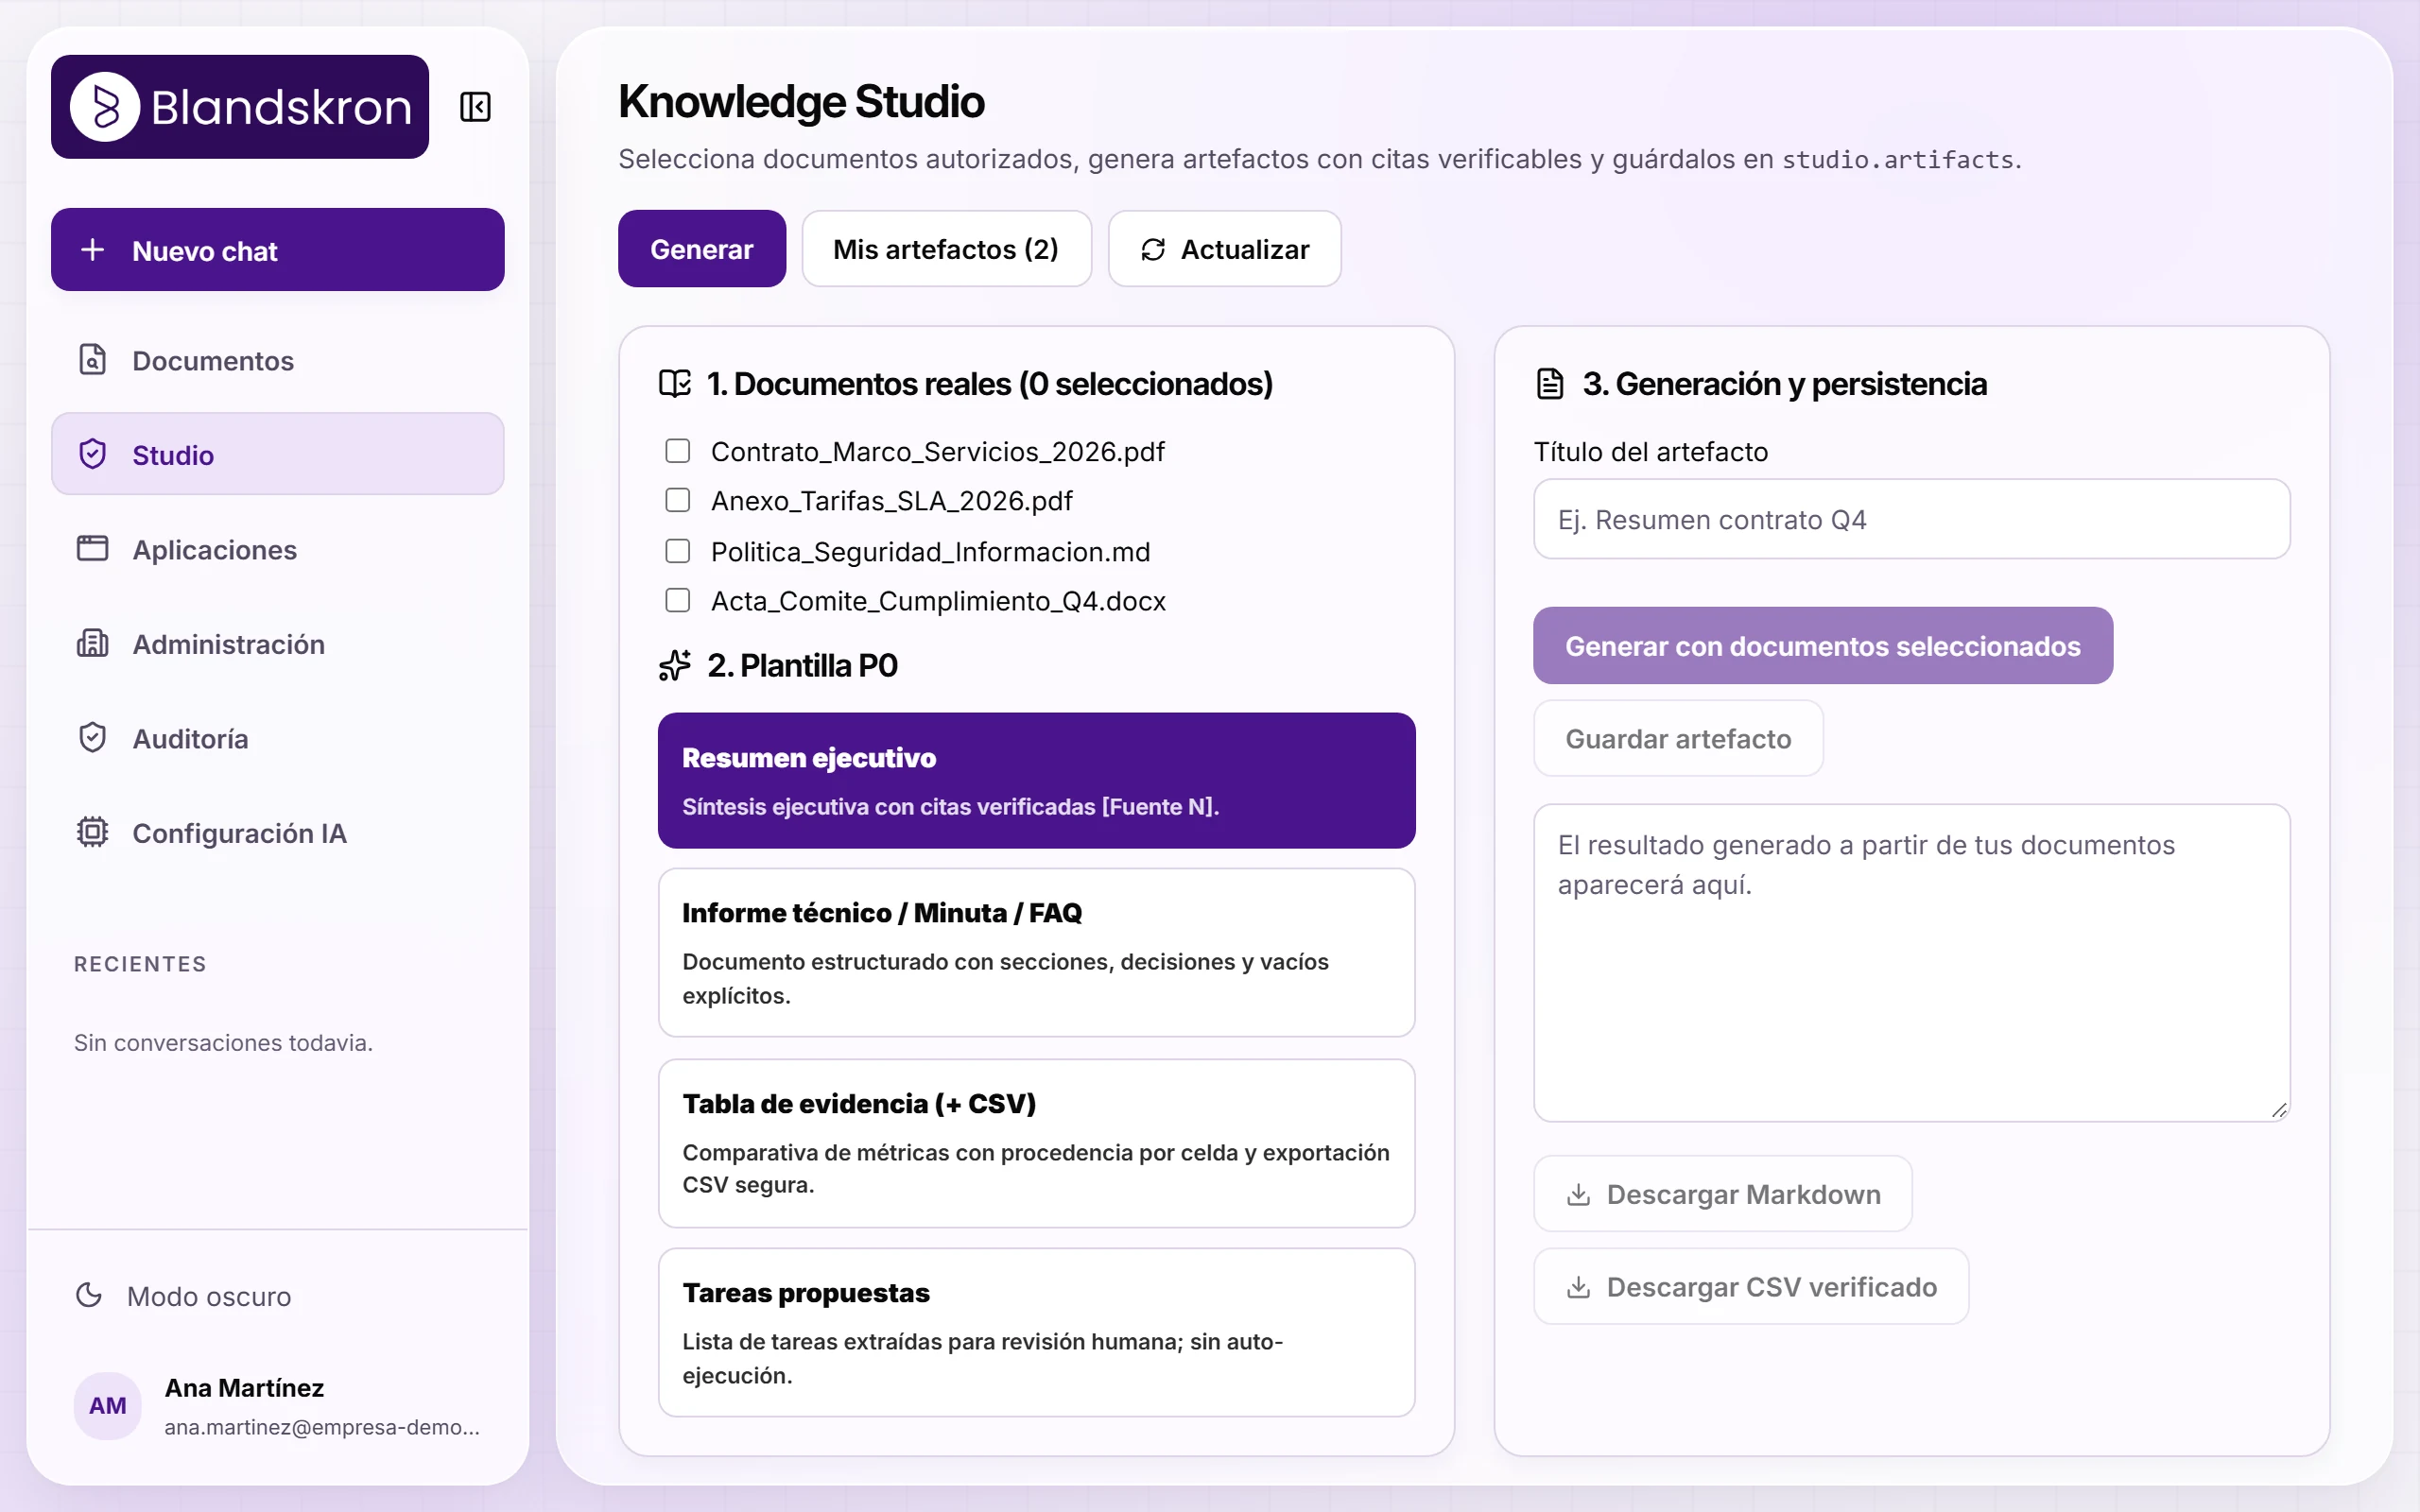 Blandskron
Nuevo chat
Documentos
Studio
Aplicaciones
Administración
Auditoría
Configuración IA
RECIENTES
Sin conversaciones todavia.
Modo oscuro
AM
Ana Martínez
ana.martinez@empresa-demo...
Knowledge Studio
Selecciona documentos autorizados, genera artefactos con citas verificables y guárdalos en studio.artifacts.
Generar
Mis artefactos (2)
Actualizar
1. Documentos reales (0 seleccionados)
Contrato_Marco_Servicios_2026.pdf
Anexo_Tarifas_SLA_2026.pdf
Politica_Seguridad_Informacion.md
Acta_Comite_Cumplimiento_Q4.docx
2. Plantilla P0
Resumen ejecutivo
Síntesis ejecutiva con citas verificadas [Fuente N].
Informe técnico / Minuta / FAQ
Documento estructurado con secciones, decisiones y vacíos
explícitos.
Tabla de evidencia (+ CSV)
Comparativa de métricas con procedencia por celda y exportación
CSV segura.
Tareas propuestas
Lista de tareas extraídas para revisión humana; sin auto-
ejecución.
3. Generación y persistencia
Título del artefacto
Ej. Resumen contrato Q4
Generar con documentos seleccionados
Guardar artefacto
El resultado generado a partir de tus documentos
aparecerá aquí.
Descargar Markdown
Descargar CSV verificado